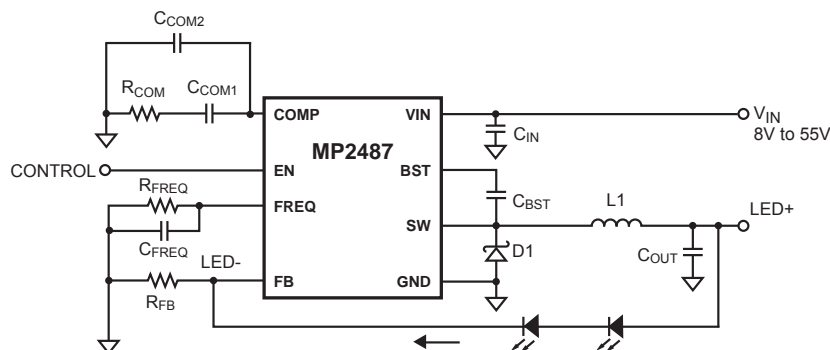 CCOM2
RCOM
CCOM1
COMP
VIN
VIN
8V to 55V
CIN
MP2487
CONTROL
EN
BST
RFREQ
CBST
L1
FREQ
SW
LED+
CFREQ
D1
COUT
LED-
FB
GND
RFB